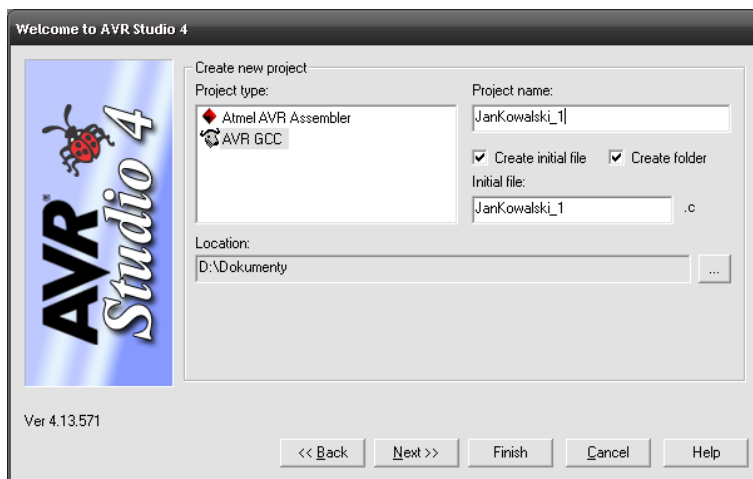 Welcome to AVR Studio 4
Create new project
Project type:
Atmel AVR Assembler
AVR GCC
Project name:
JanKowalski_1
Create initial file
Create folder
Initial file:
JanKowalski_1 .c
Location:
D:\Dokumenty
...
AVR®
Studio 4
Ver 4.13.571
<< Back
Next >>
Finish
Cancel
Help